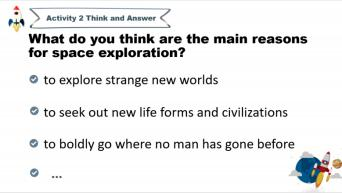 Activity 2 Think and Answer
What do you think are the main reasons
for space exploration?
to explore strange new worlds
to seek out new life forms and civilizations
to boldly go where no man has gone before
...